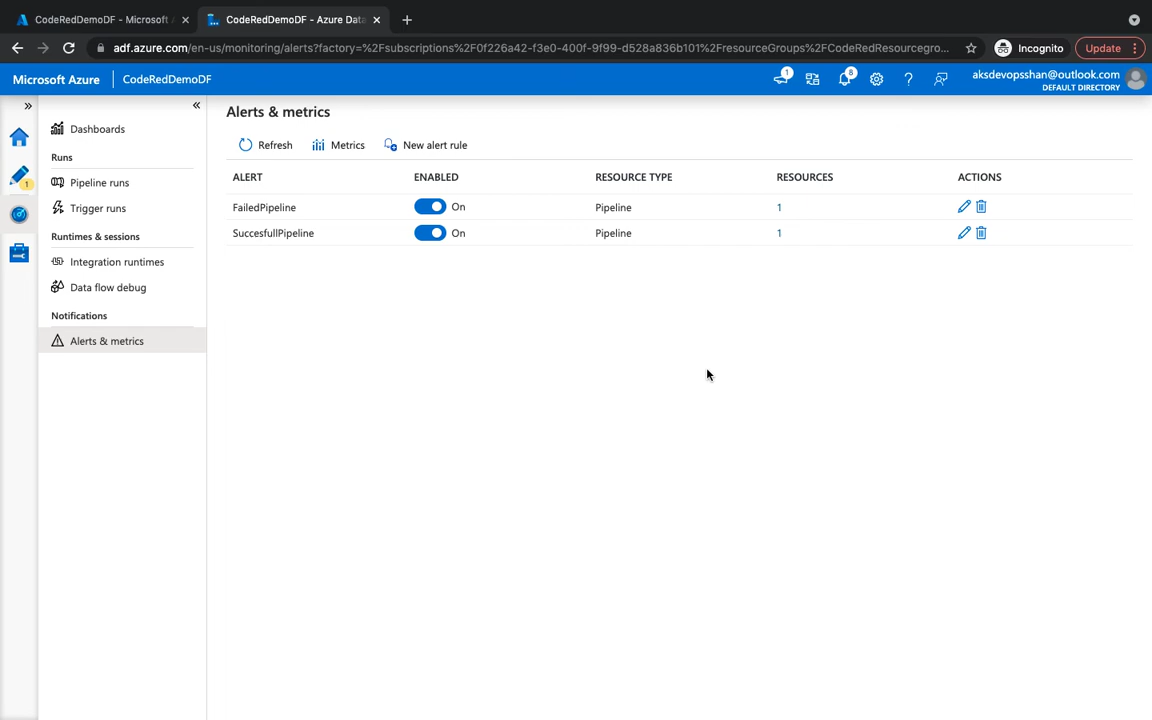 CodeRedDemoDF - Microsoft A
CodeRedDemoDF - Azure Data
adf.azure.com/en-us/monitoring/alerts?factory=%2Fsubscriptions%2F0f226a42-f3e0-400f-9f99-d528a836b101%2FresourceGroups%2FCodeRedResourcegro...
Incognito
Update
Microsoft Azure
CodeRedDemoDF
1
8
aksdevopsshan@outlook.com
DEFAULT DIRECTORY
1
Dashboards
Runs
Pipeline runs
Trigger runs
Runtimes & sessions
Integration runtimes
Data flow debug
Notifications
Alerts & metrics
Alerts & metrics
Refresh
Metrics
New alert rule
ALERT ENABLED RESOURCE TYPE RESOURCES ACTIONS
FailedPipeline On Pipeline 1
SuccesfullPipeline On Pipeline 1